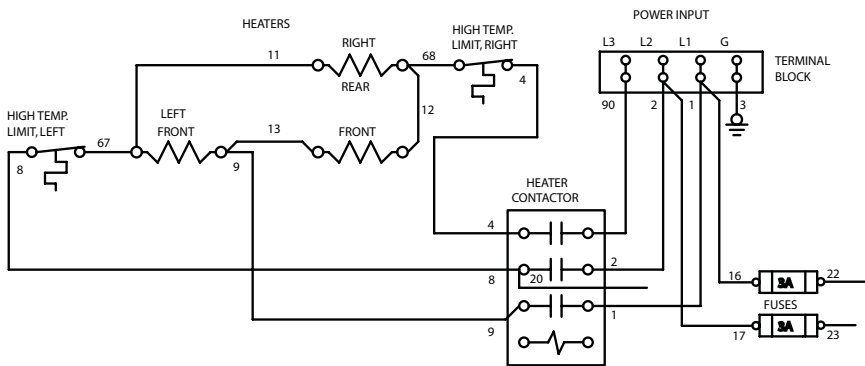 POWER INPUT
HEATERS
HIGH TEMP.
LIMIT, RIGHT
L3 L2 L1 G
TERMINAL
BLOCK
RIGHT
REAR
11
68
4
12
90 2 1 3
HIGH TEMP.
LIMIT, LEFT
67
LEFT
FRONT
13
FRONT
8
9
HEATER
CONTACTOR
4
2
8
20
16
3A
22
FUSES
1
9
17
3A
23